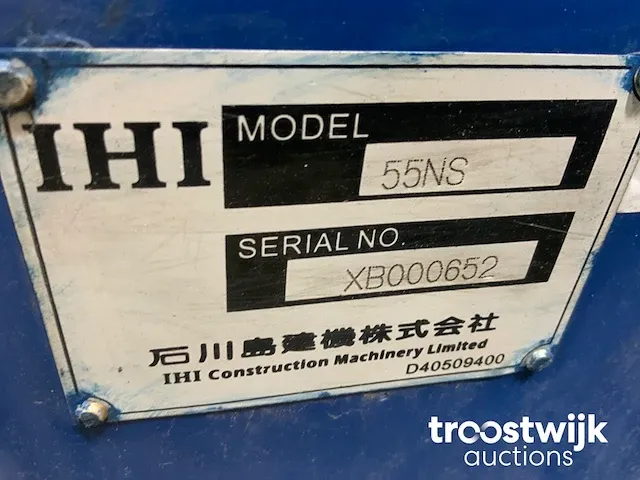 IHI
MODEL
55NS
SERIAL NO.
XB000652
石川島建機株式会社
IHI Construction Machinery Limited
D40509400
troostwijk
auctions